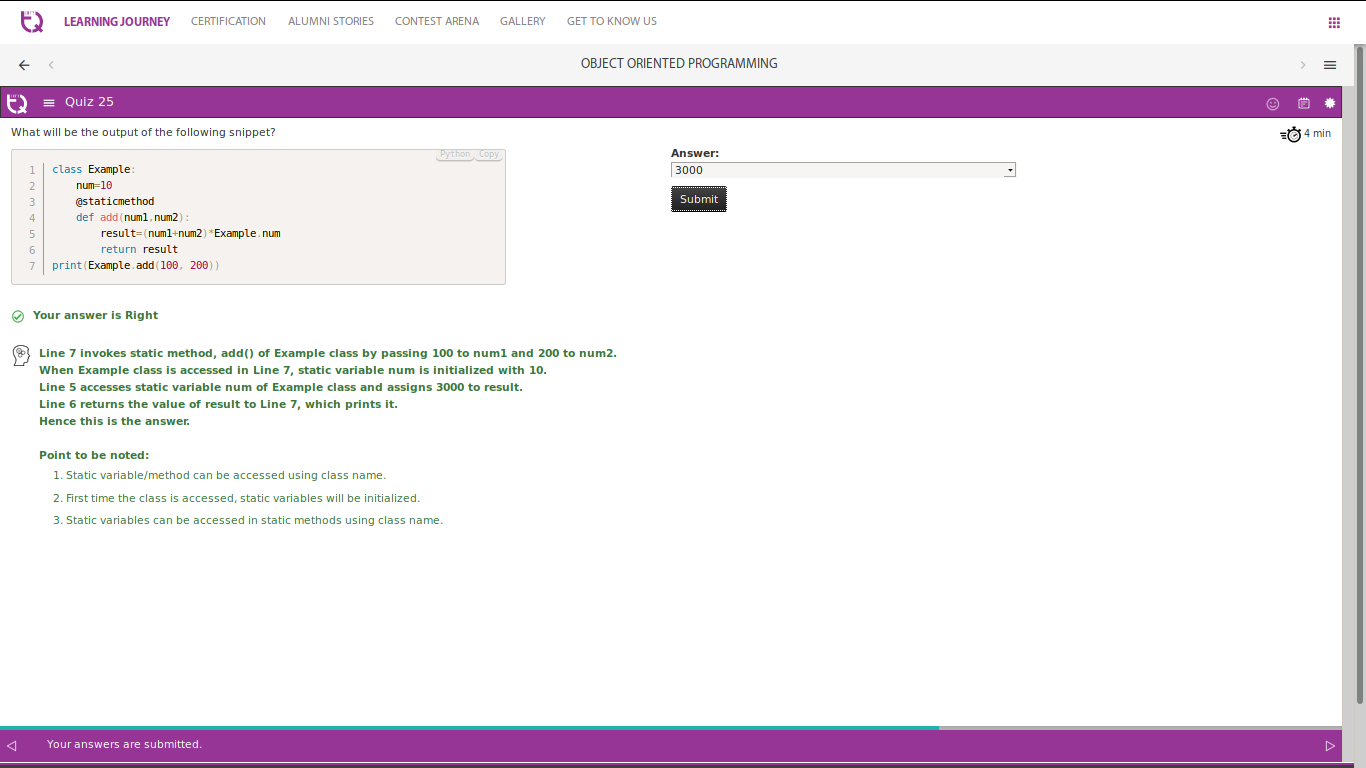 LEARNING JOURNEY CERTIFICATION ALUMNI STORIES CONTEST ARENA GALLERY GET TO KNOW US
OBJECT ORIENTED PROGRAMMING
Quiz 25
What will be the output of the following snippet?
4 min
Python Copy
1 class Example:
2     num=10
3     @staticmethod
4     def add(num1,num2):
5         result=(num1+num2)*Example.num
6         return result
7 print(Example.add(100, 200))
Answer:
3000
Submit
Your answer is Right
Line 7 invokes static method, add() of Example class by passing 100 to num1 and 200 to num2.
When Example class is accessed in Line 7, static variable num is initialized with 10.
Line 5 accesses static variable num of Example class and assigns 3000 to result.
Line 6 returns the value of result to Line 7, which prints it.
Hence this is the answer.
Point to be noted:
1. Static variable/method can be accessed using class name.
2. First time the class is accessed, static variables will be initialized.
3. Static variables can be accessed in static methods using class name.
Your answers are submitted.